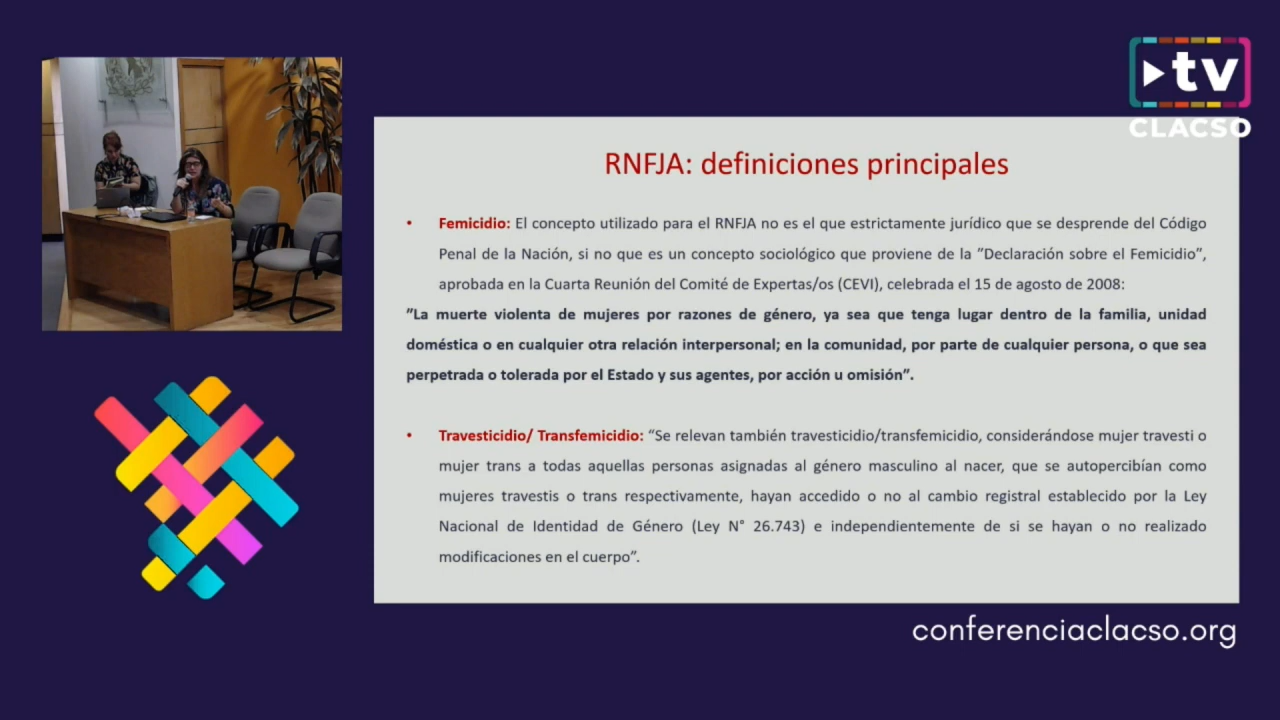 tv
CLACSO
RNFJA: definiciones principales
• Femicidio: El concepto utilizado para el RNFJA no es el que estrictamente jurídico que se desprende del Código
Penal de la Nación, si no que es un concepto sociológico que proviene de la ”Declaración sobre el Femicidio”,
aprobada en la Cuarta Reunión del Comité de Expertas/os (CEVI), celebrada el 15 de agosto de 2008:
”La muerte violenta de mujeres por razones de género, ya sea que tenga lugar dentro de la familia, unidad
doméstica o en cualquier otra relación interpersonal; en la comunidad, por parte de cualquier persona, o que sea
perpetrada o tolerada por el Estado y sus agentes, por acción u omisión”.
• Travesticidio/ Transfemicidio: “Se relevan también travesticidio/transfemicidio, considerándose mujer travesti o
mujer trans a todas aquellas personas asignadas al género masculino al nacer, que se autopercibían como
mujeres travestis o trans respectivamente, hayan accedido o no al cambio registral establecido por la Ley
Nacional de Identidad de Género (Ley N° 26.743) e independientemente de si se hayan o no realizado
modificaciones en el cuerpo”.
conferenciaclacso.org